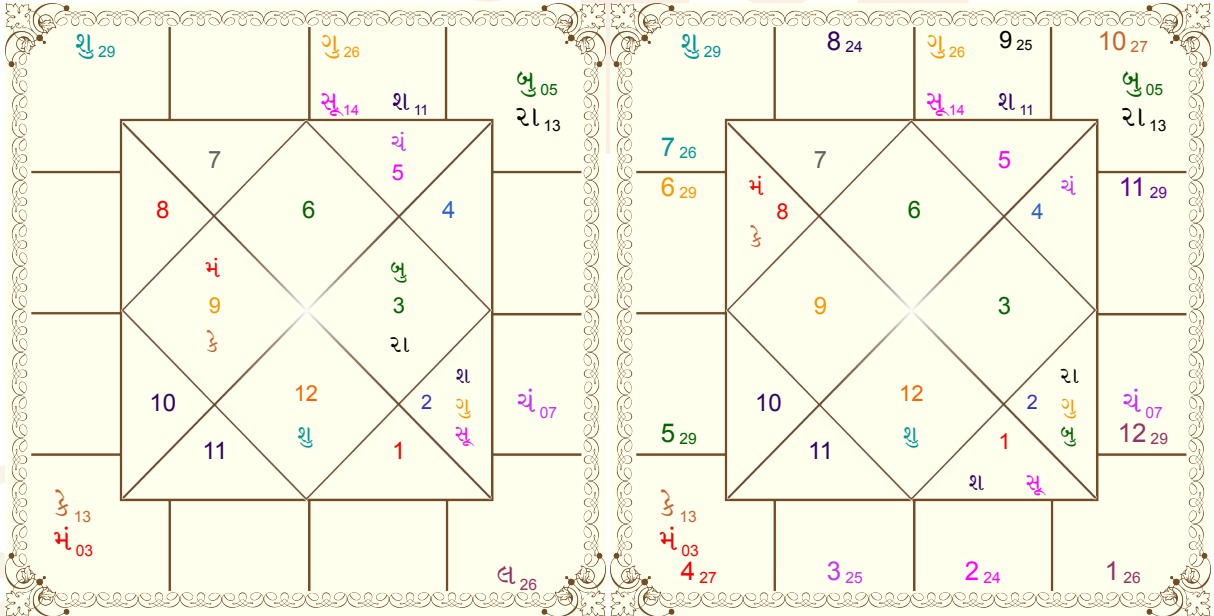 શુ 29
ગુ 26
સૂ 14 શ 11
બુ 05
રા 13
ચં
7 5
8 6 4
મં બુ
9 3
કે રા
શ
12
10 2 ગુ ચં 07
શુ સૂ
11 1
કે 13
મં 03
લ 26
શુ 29 8 24 ગુ 26 9 25 10 27
બુ 05
સૂ 14 શ 11
રા 13
7 26 7 5
6 29 મં ચં 11 29
8 6 4
કે
9 3
રા
12
10 2 ગુ ચં 07
5 29 શુ બુ 12 29
11 1
શ સૂ
કે 13
મં 03
4 27 3 25 2 24 1 26